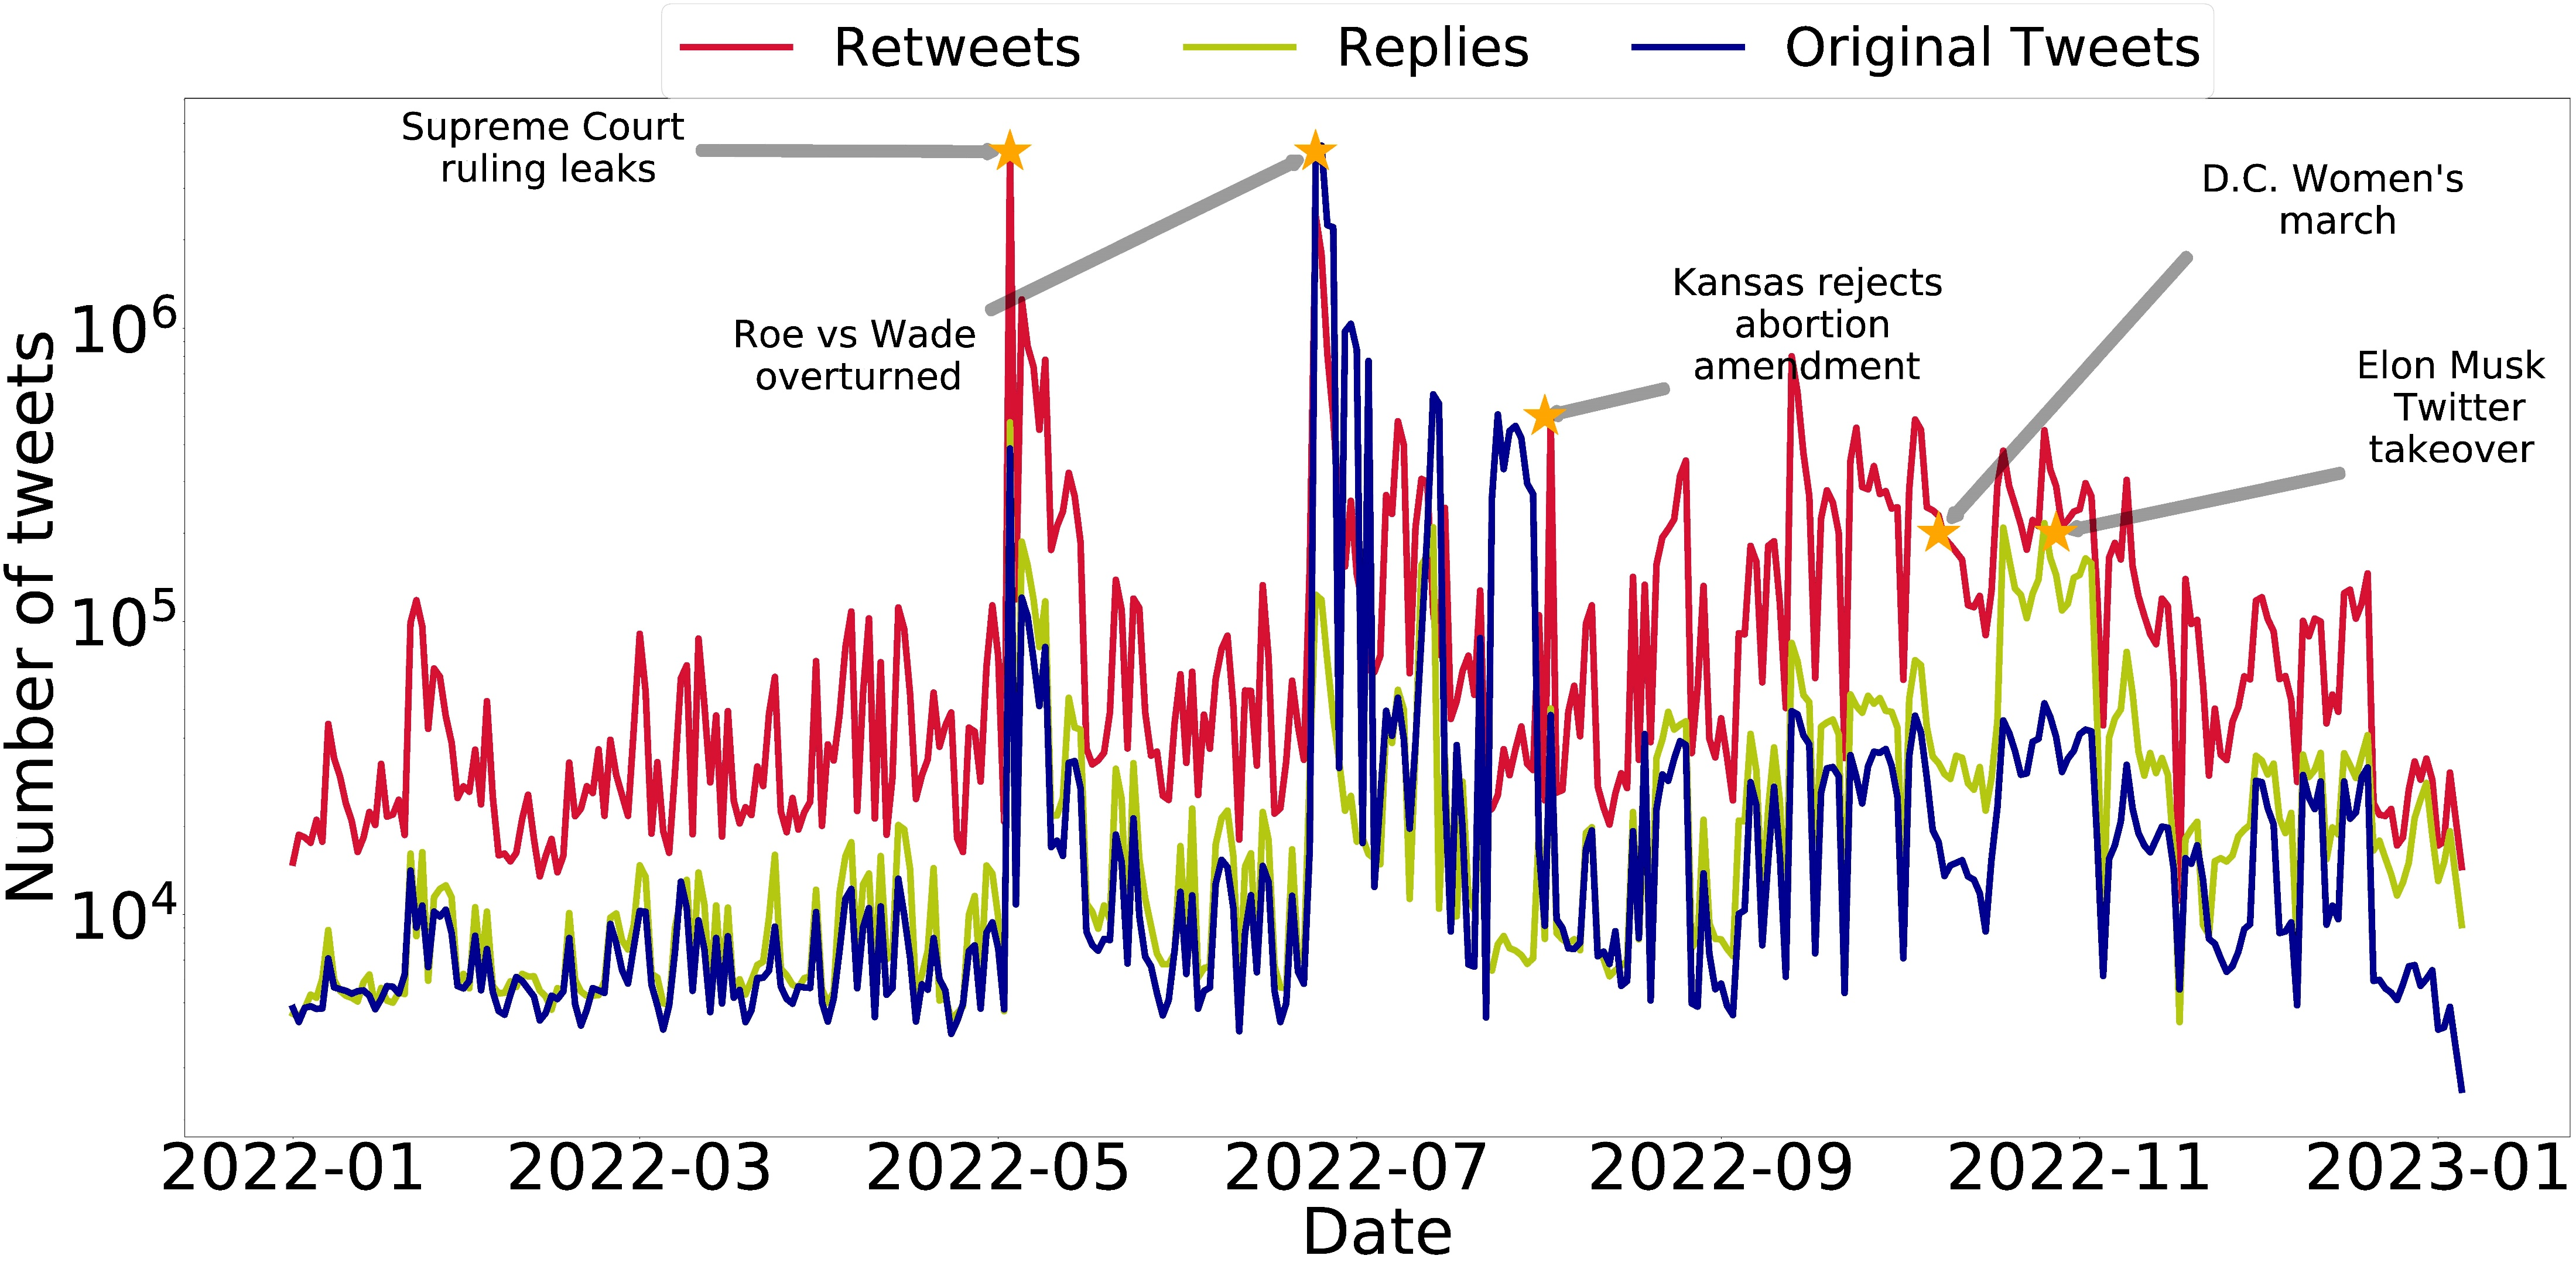 Retweets Replies Original Tweets
Supreme Court
ruling leaks
Roe vs Wade
overturned
Kansas rejects
abortion
amendment
D.C. Women's
march
Elon Musk
Twitter
takeover
Number of tweets
10^6
10^5
10^4
2022-01 2022-03 2022-05 2022-07 2022-09 2022-11 2023-01
Date